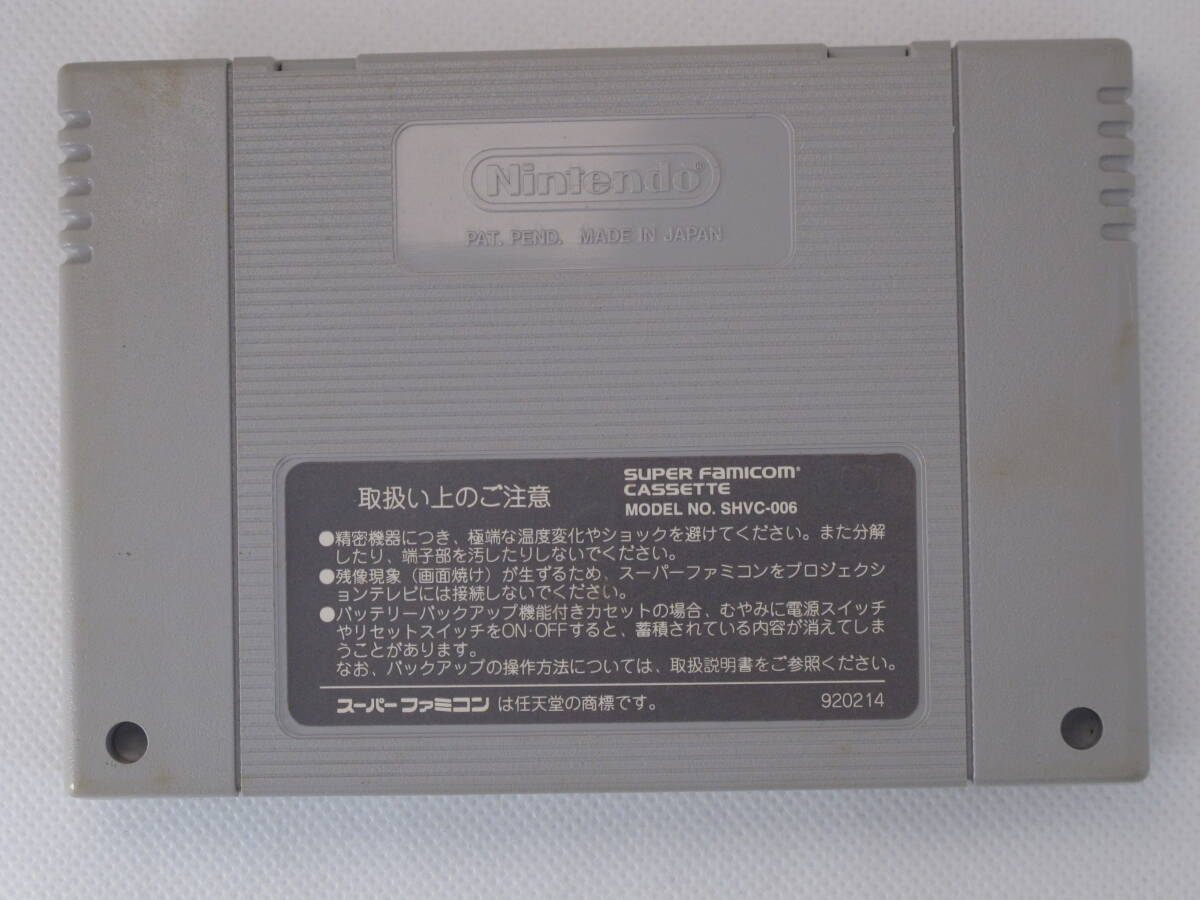 Nintendo®
PAT. PEND. MADE IN JAPAN
取扱い上のご注意
SUPER FAMICOM®
CASSETTE
MODEL NO. SHVC-006
●精密機器につき、極端な温度変化やショックを避けてください。また分解
したり、端子部を汚したりしないでください。
●残像現象（画面焼け）が生ずるため、スーパーファミコンをプロジェクシ
ョンテレビには接続しないでください。
●バッテリーバックアップ機能付きカセットの場合、むやみに電源スイッチ
やリセットスイッチをON・OFFすると、蓄積されている内容が消えてしま
うことがあります。
なお、バックアップの操作方法については、取扱説明書をご参照ください。
スーパーファミコンは任天堂の商標です。
920214